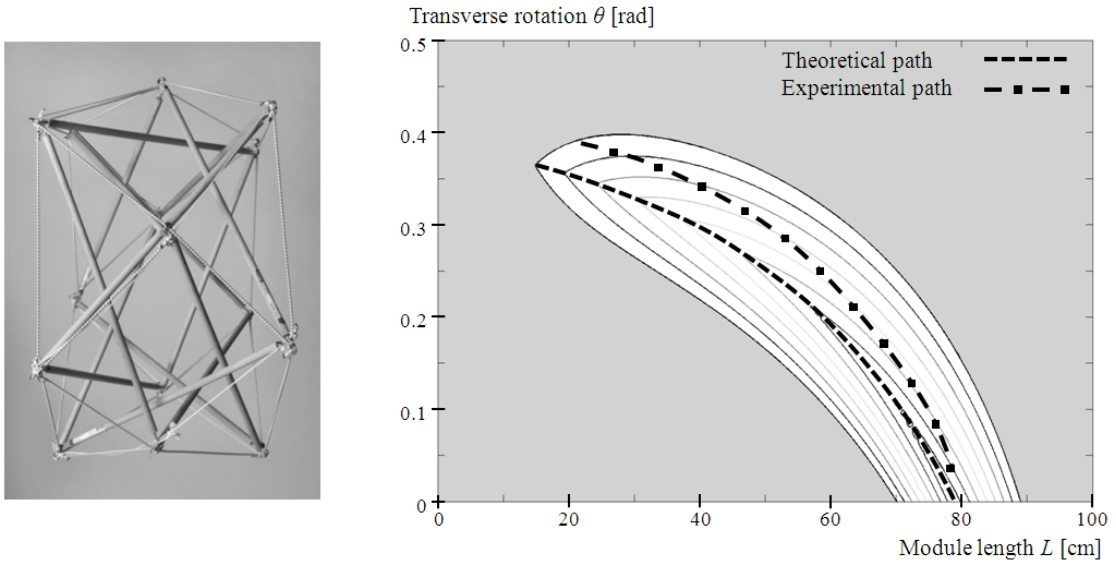 Transverse rotation θ [rad]
0.5
0.4
0.3
0.2
0.1
0
Theoretical path
Experimental path
0 20 40 60 80 100
Module length L [cm]